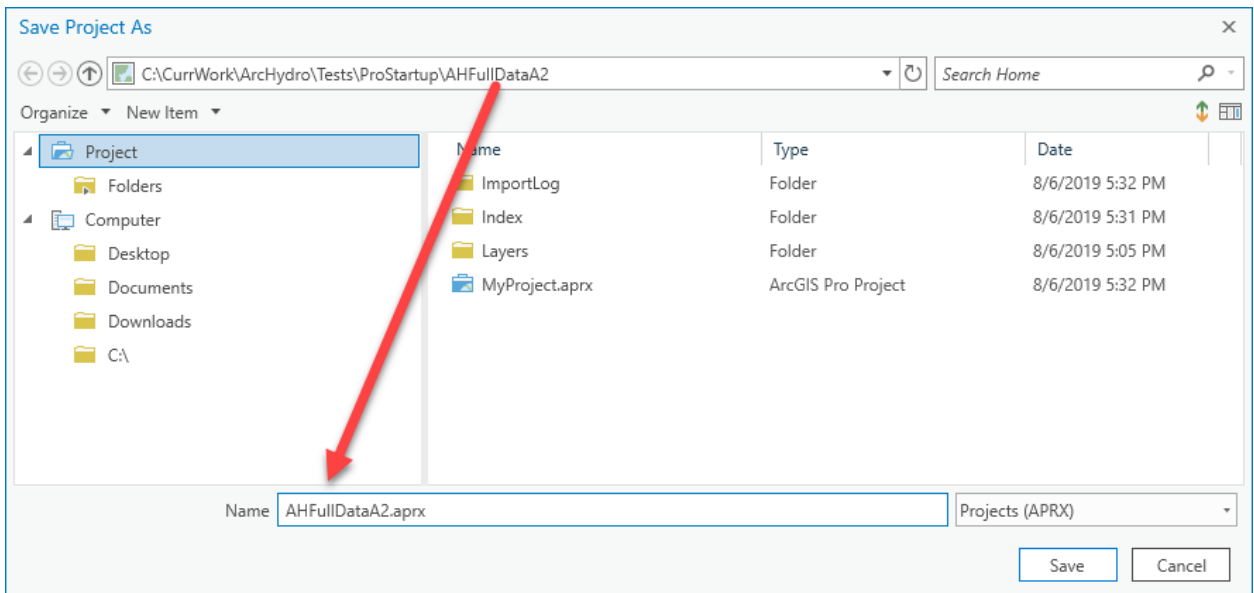 Save Project As
C:\CurrWork\ArcHydro\Tests\ProStartup\AHFullDataA2
Search Home
Organize New Item
Project
Folders
Computer
Desktop
Documents
Downloads
C:\
Name Type Date
ImportLog Folder 8/6/2019 5:32 PM
Index Folder 8/6/2019 5:31 PM
Layers Folder 8/6/2019 5:05 PM
MyProject.aprx ArcGIS Pro Project 8/6/2019 5:32 PM
Name AHFullDataA2.aprx Projects (APRX)
Save Cancel